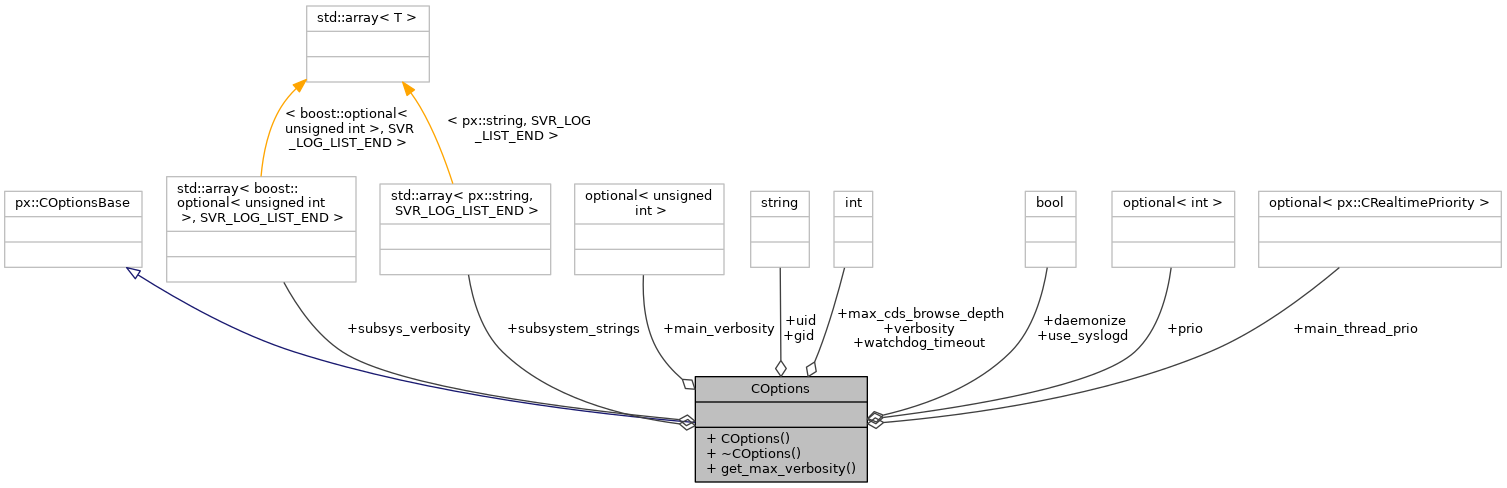 std::array< T >
< boost::optional<
unsigned int >, SVR
_LOG_LIST_END >
< px::string, SVR_LOG
_LIST_END >
px::COptionsBase
std::array< boost::
optional< unsigned int
>, SVR_LOG_LIST_END >
std::array< px::string,
SVR_LOG_LIST_END >
optional< unsigned
int >
string
int
bool
optional< int >
optional< px::CRealtimePriority >
+subsys_verbosity
+subsystem_strings
+main_verbosity
+uid
+gid
+max_cds_browse_depth
+verbosity
+watchdog_timeout
+daemonize
+use_syslogd
+prio
+main_thread_prio
COptions
+ COptions()
+ ~COptions()
+ get_max_verbosity()